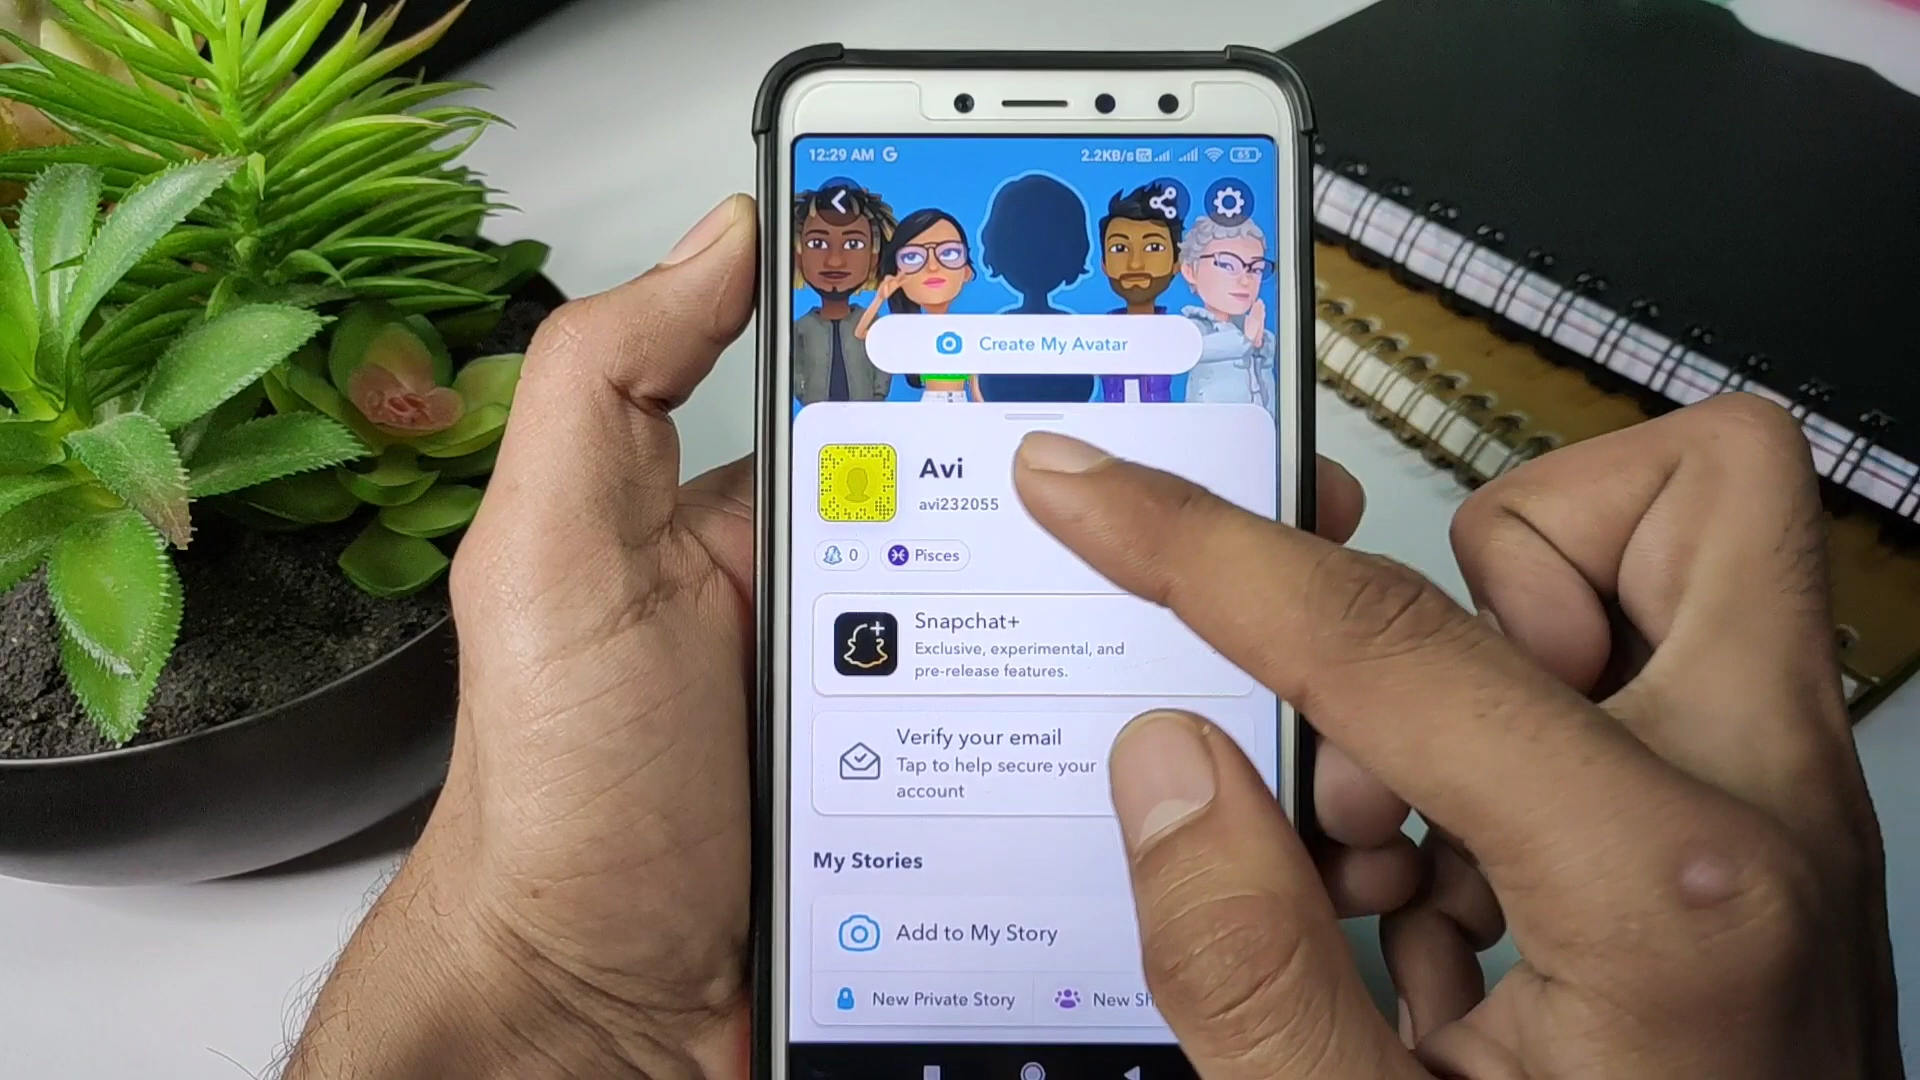 12:29 AM G
2.2KB/s
65
Create My Avatar
Avi
avi232055
0
Pisces
Snapchat+
Exclusive, experimental, and
pre-release features.
Verify your email
Tap to help secure your
account
My Stories
Add to My Story
New Private Story
New Sh